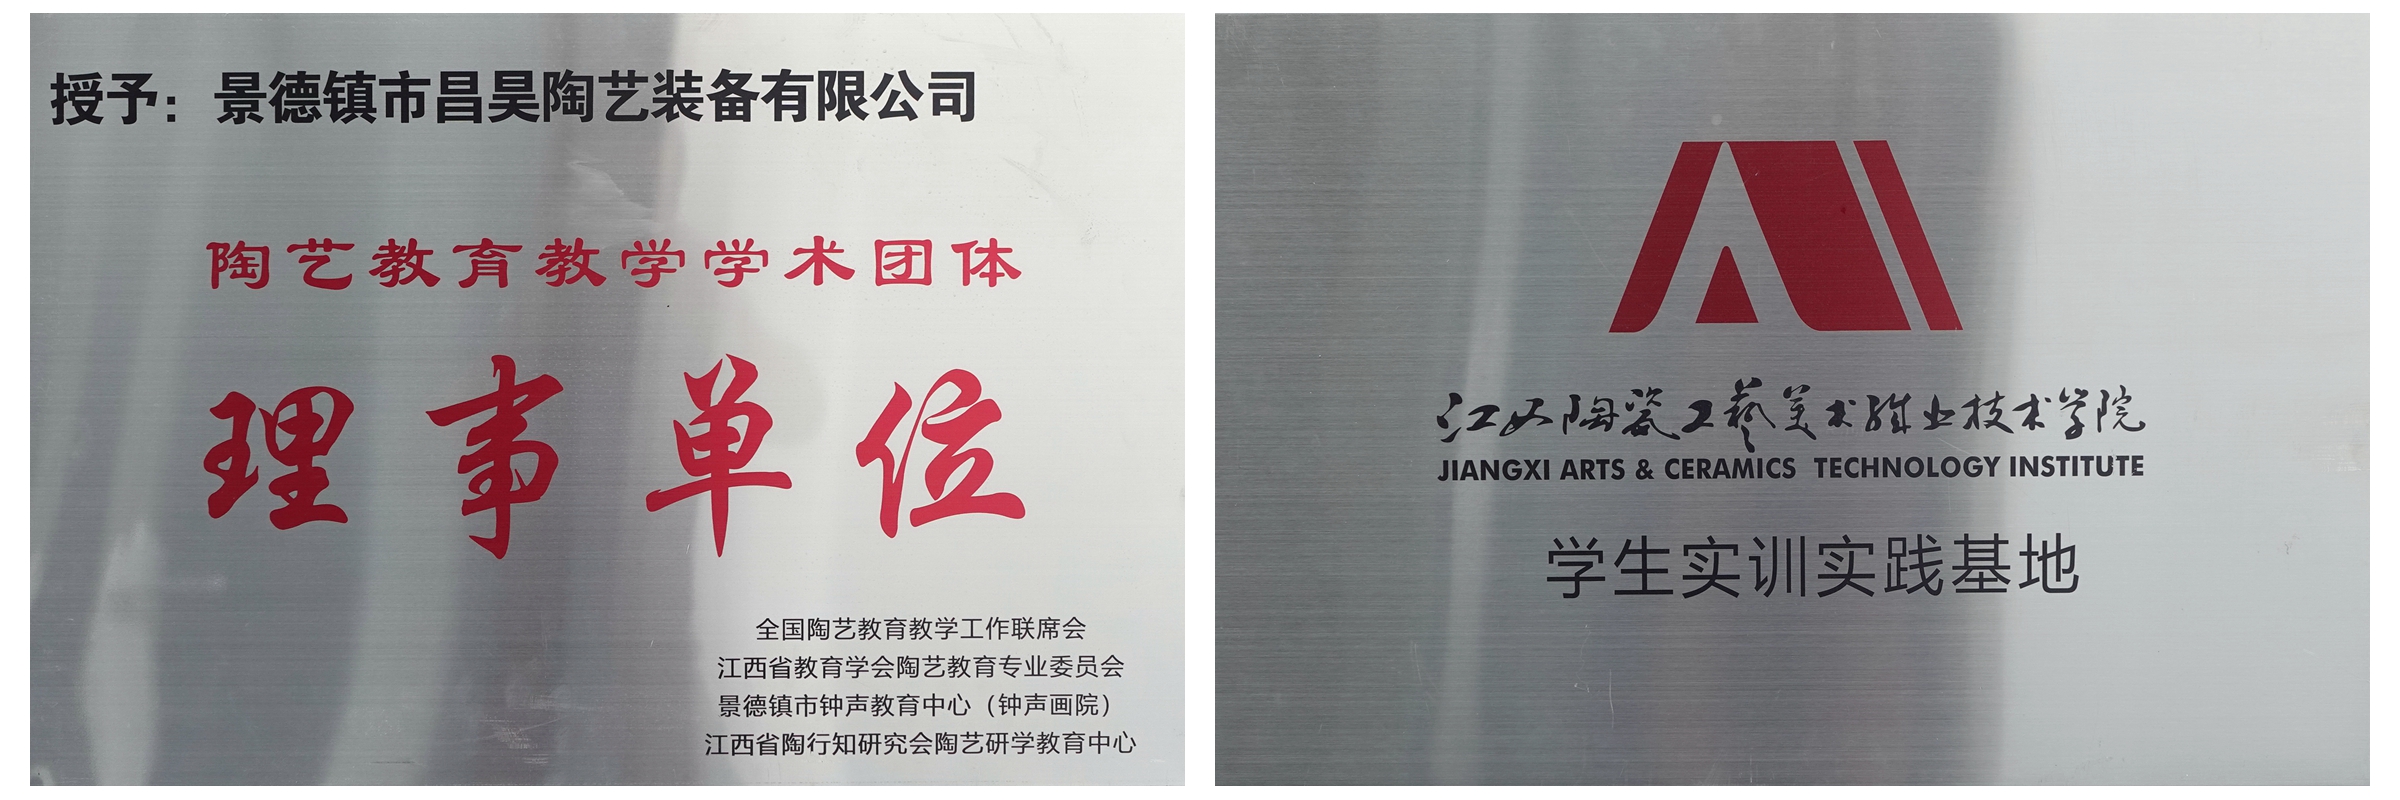 授予：景德镇市昌昊陶艺装备有限公司
陶艺教育教学学术团体
理事单位
全国陶艺教育教学工作联席会
江西省教育学会陶艺教育专业委员会
景德镇市钟声教育中心（钟声画院）
江西省陶行知研究会陶艺研学教育中心
江西陶瓷工藝美术职业技术学院
JIANGXI ARTS & CERAMICS TECHNOLOGY INSTITUTE
学生实训实践基地